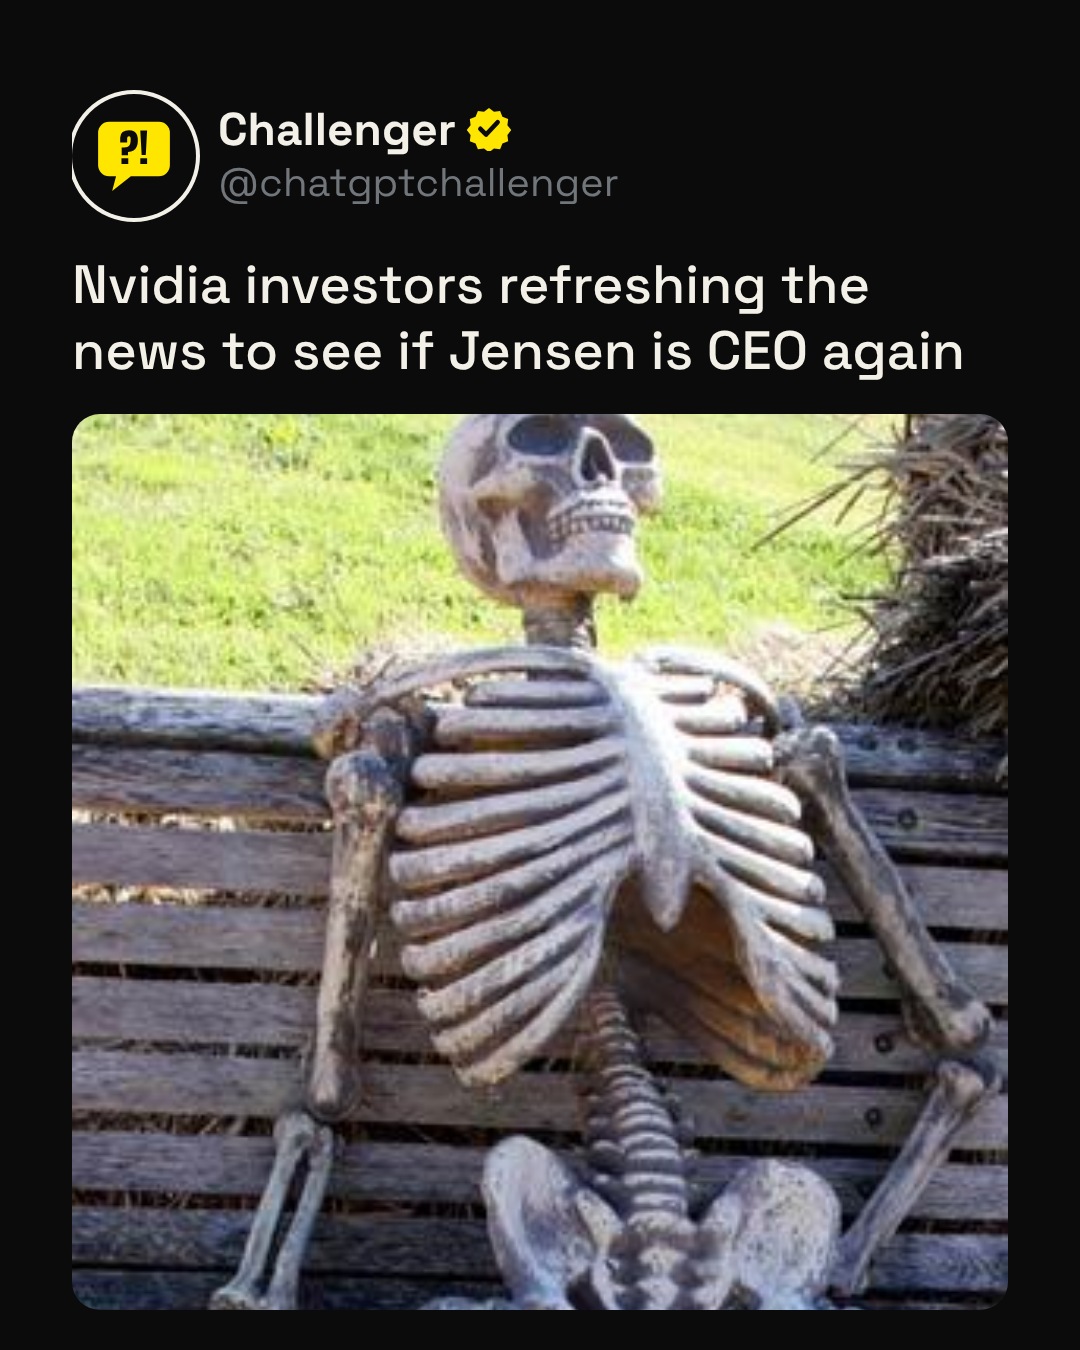 ?!
Challenger
@chatgptchallenger
Nvidia investors refreshing the
news to see if Jensen is CEO again